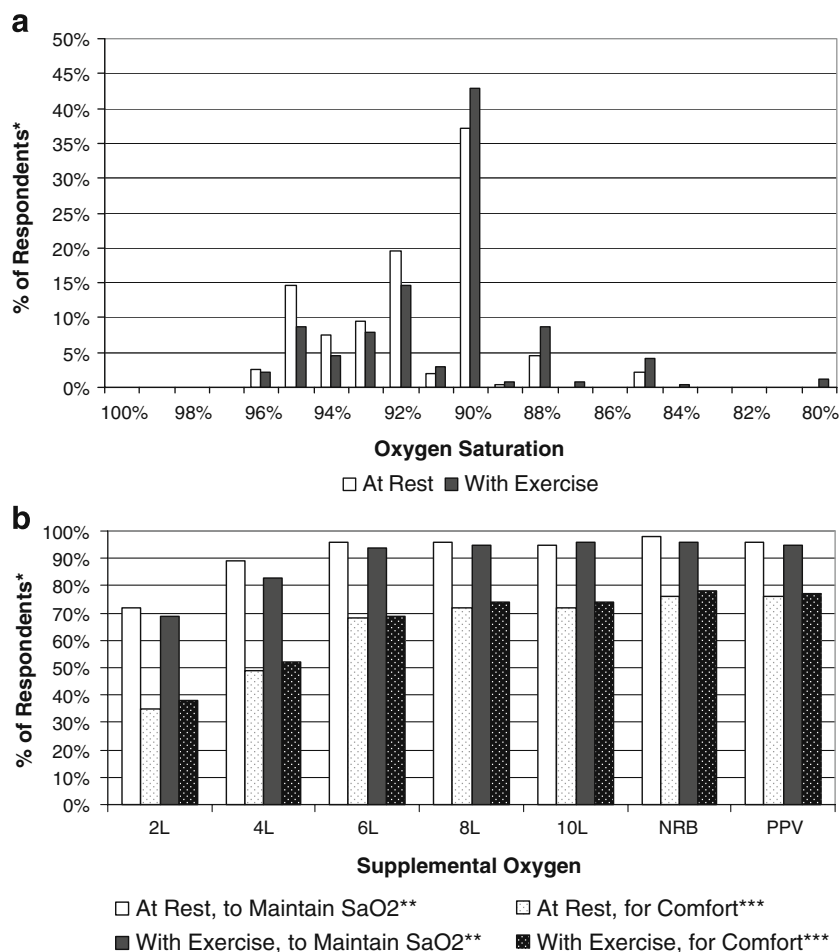 a
50%
45%
40%
35%
30%
25%
20%
15%
10%
5%
0%
% of Respondents*
100% 98% 96% 94% 92% 90% 88% 86% 84% 82% 80%
Oxygen Saturation
At Rest With Exercise
b
100%
90%
80%
70%
60%
50%
40%
30%
20%
10%
0%
% of Respondents*
2L 4L 6L 8L 10L NRB PPV
Supplemental Oxygen
At Rest, to Maintain SaO2** At Rest, for Comfort***
With Exercise, to Maintain SaO2** With Exercise, for Comfort***